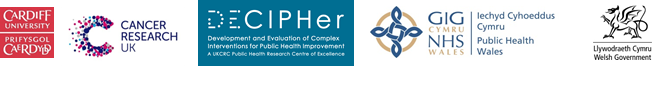 CARDIFF
UNIVERSITY
PRIFYSGOL
CAERDYDD
CANCER
RESEARCH
UK
DECIPHer
Development and Evaluation of Complex
Interventions for Public Health Improvement
A UKCRC Public Health Research Centre of Excellence
GIG
CYMRU
NHS
WALES
Iechyd Cyhoeddus
Cymru
Public Health
Wales
Llywodraeth Cymru
Welsh Government